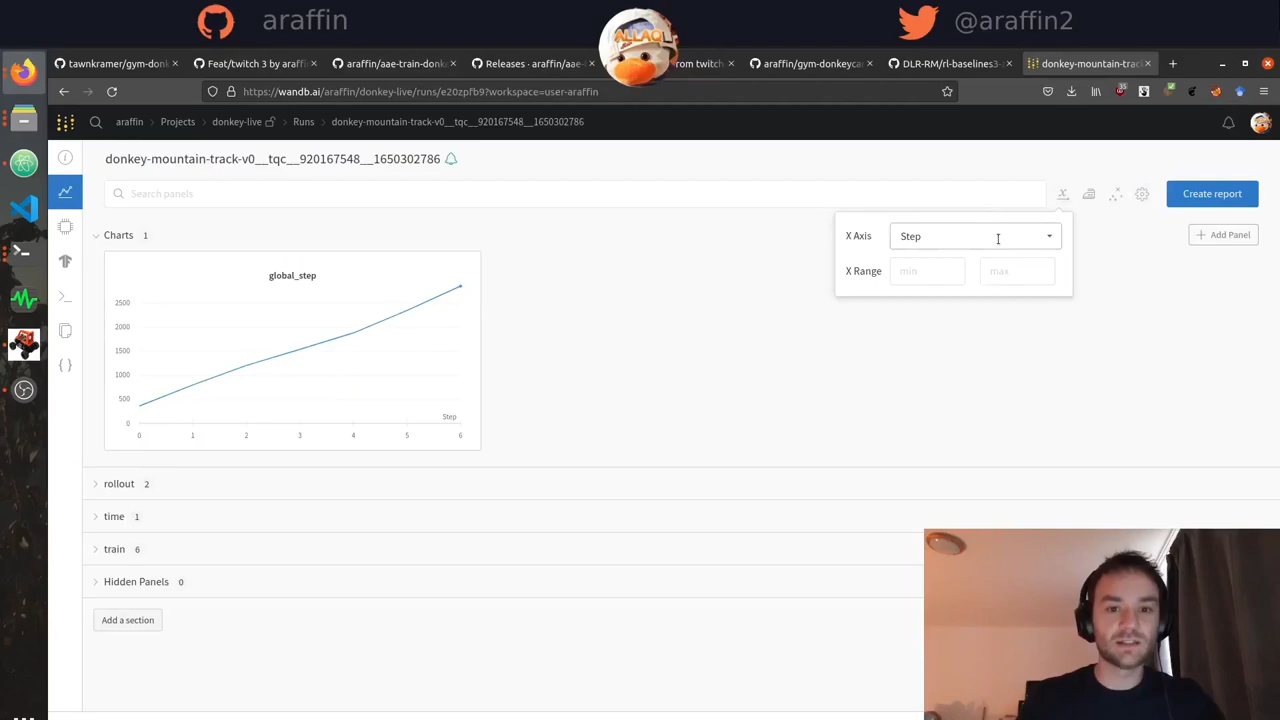 araffin
@araffin2
ALLAOL
tawnkramer/gym-donk
Feat/twitch 3 by araffin
araffin/aae-train-donk
Releases · araffin/aae-
rom twitch
araffin/gym-donkeyca
DLR-RM/rl-baselines3-
donkey-mountain-trac
https://wandb.ai/araffin/donkey-live/runs/e20zpfb9?workspace=user-araffin
35
araffin > Projects > donkey-live > Runs > donkey-mountain-track-v0__tqc__920167548__1650302786
donkey-mountain-track-v0__tqc__920167548__1650302786
Search panels
Create report
X Axis
Step
X Range
min
max
Charts 1
Add Panel
global_step
2500
2000
1500
1000
500
0
Step
0 1 2 3 4 5 6
rollout 2
time 1
train 6
Hidden Panels 0
Add a section